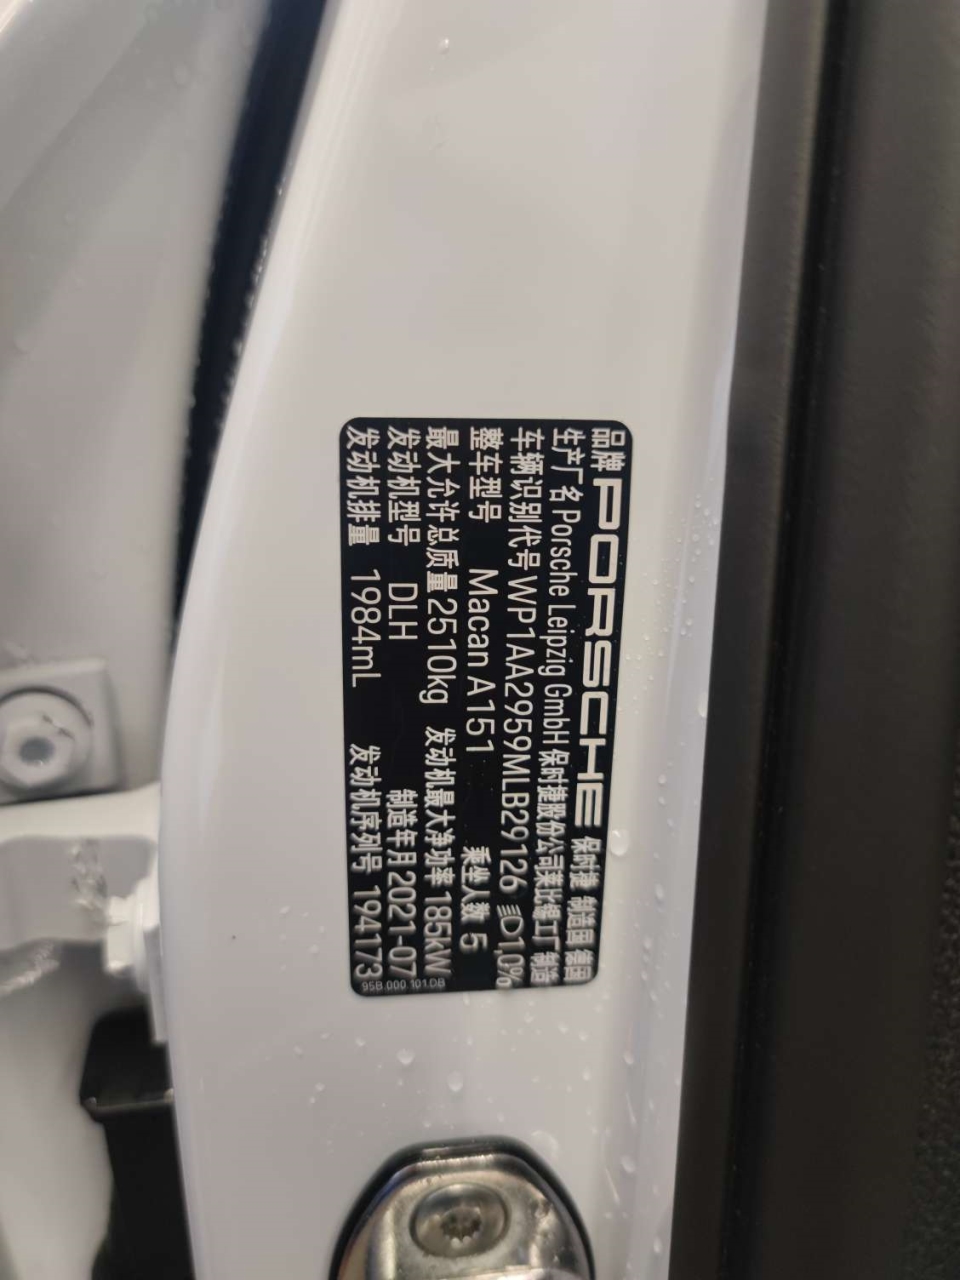 品牌 PORSCHE 保时捷 制造国 德国
生产厂名 Porsche Leipzig GmbH 保时捷股份公司莱比锡工厂 制造
车辆识别代号 WP1AA2959MLB29126 D1,0%
整车型号 Macan A151 乘坐人数 5
最大允许总质量 2510kg 发动机最大净功率 185kW
发动机型号 DLH 制造年月 2021-07
发动机排量 1984mL 发动机序列号 194173
95B.000.101.DB